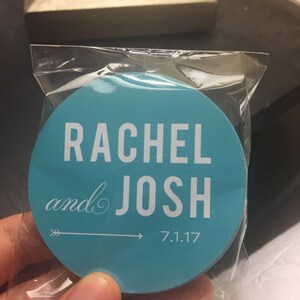 RACHEL
and JOSH
7.1.17